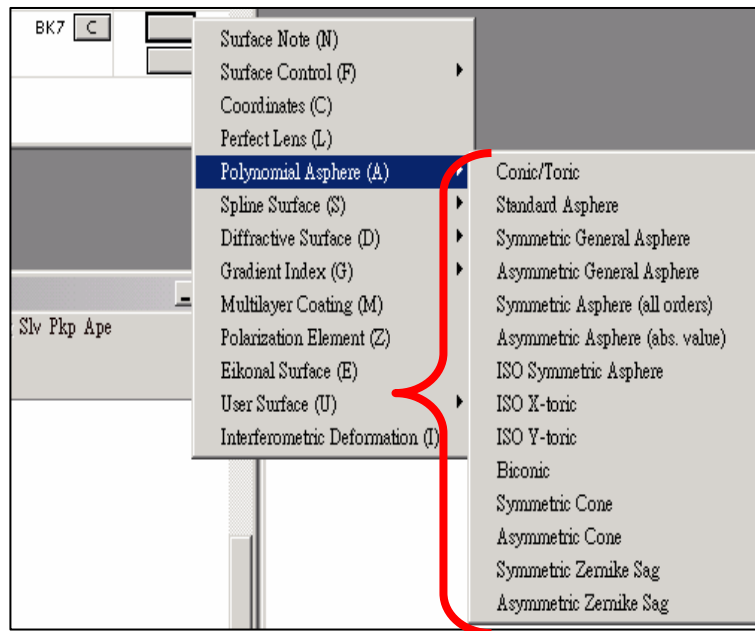 BK7 C
Surface Note (N)
Surface Control (F)
Coordinates (C)
Perfect Lens (L)
Polynomial Asphere (A)
Spline Surface (S)
Diffractive Surface (D)
Gradient Index (G)
Multilayer Coating (M)
Polarization Element (Z)
Eikonal Surface (E)
User Surface (U)
Interferometric Deformation (I)
Slv Pkp Ape
Conic/Toric
Standard Asphere
Symmetric General Asphere
Asymmetric General Asphere
Symmetric Asphere (all orders)
Asymmetric Asphere (abs. value)
ISO Symmetric Asphere
ISO X-toric
ISO Y-toric
Biconic
Symmetric Cone
Asymmetric Cone
Symmetric Zernike Sag
Asymmetric Zernike Sag